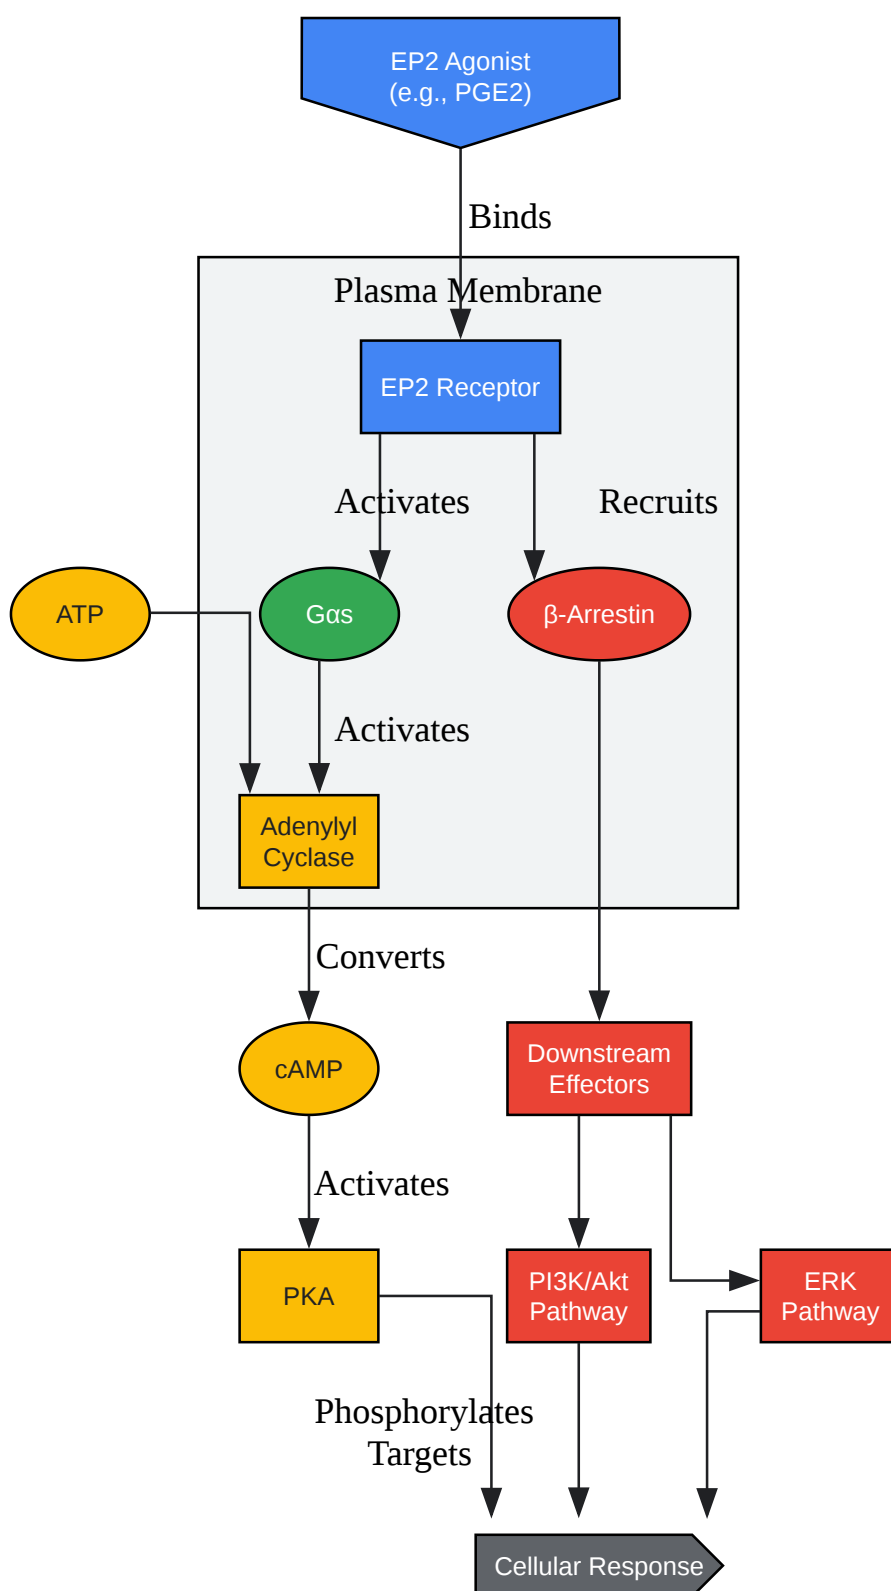 EP2 Agonist
(e.g., PGE2)
Binds
Plasma Membrane
EP2 Receptor
Activates
Recruits
ATP
Gαs
β-Arrestin
Activates
Adenylyl
Cyclase
Converts
cAMP
Downstream
Effectors
Activates
PKA
PI3K/Akt
Pathway
ERK
Pathway
Phosphorylates
Targets
Cellular Response